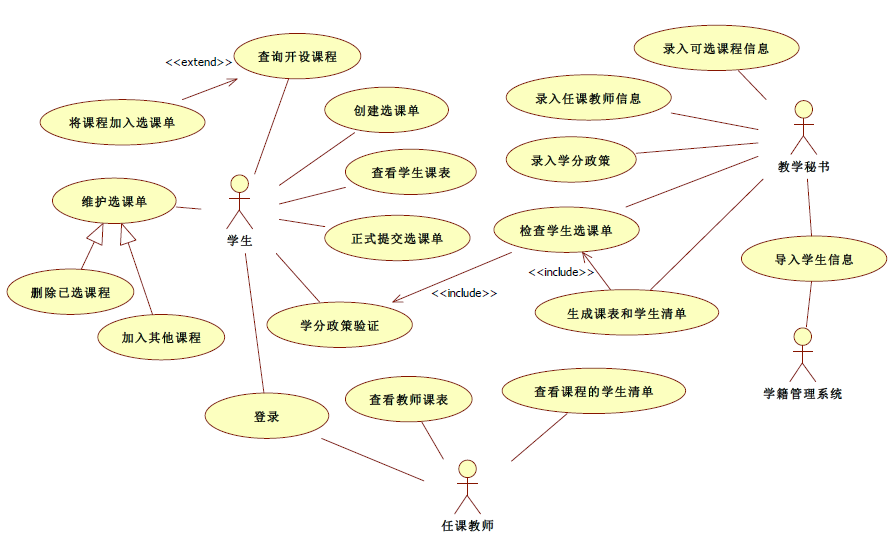 录入可选课程信息
查询开设课程
<<extend>>
录入任课教师信息
创建选课单
将课程加入选课单
录入学分政策
教学秘书
查看学生课表
维护选课单
检查学生选课单
正式提交选课单
学生
导入学生信息
<<include>>
删除已选课程
<<include>>
生成课表和学生清单
学分政策验证
加入其他课程
学籍管理系统
查看课程的学生清单
查看教师课表
登录
任课教师